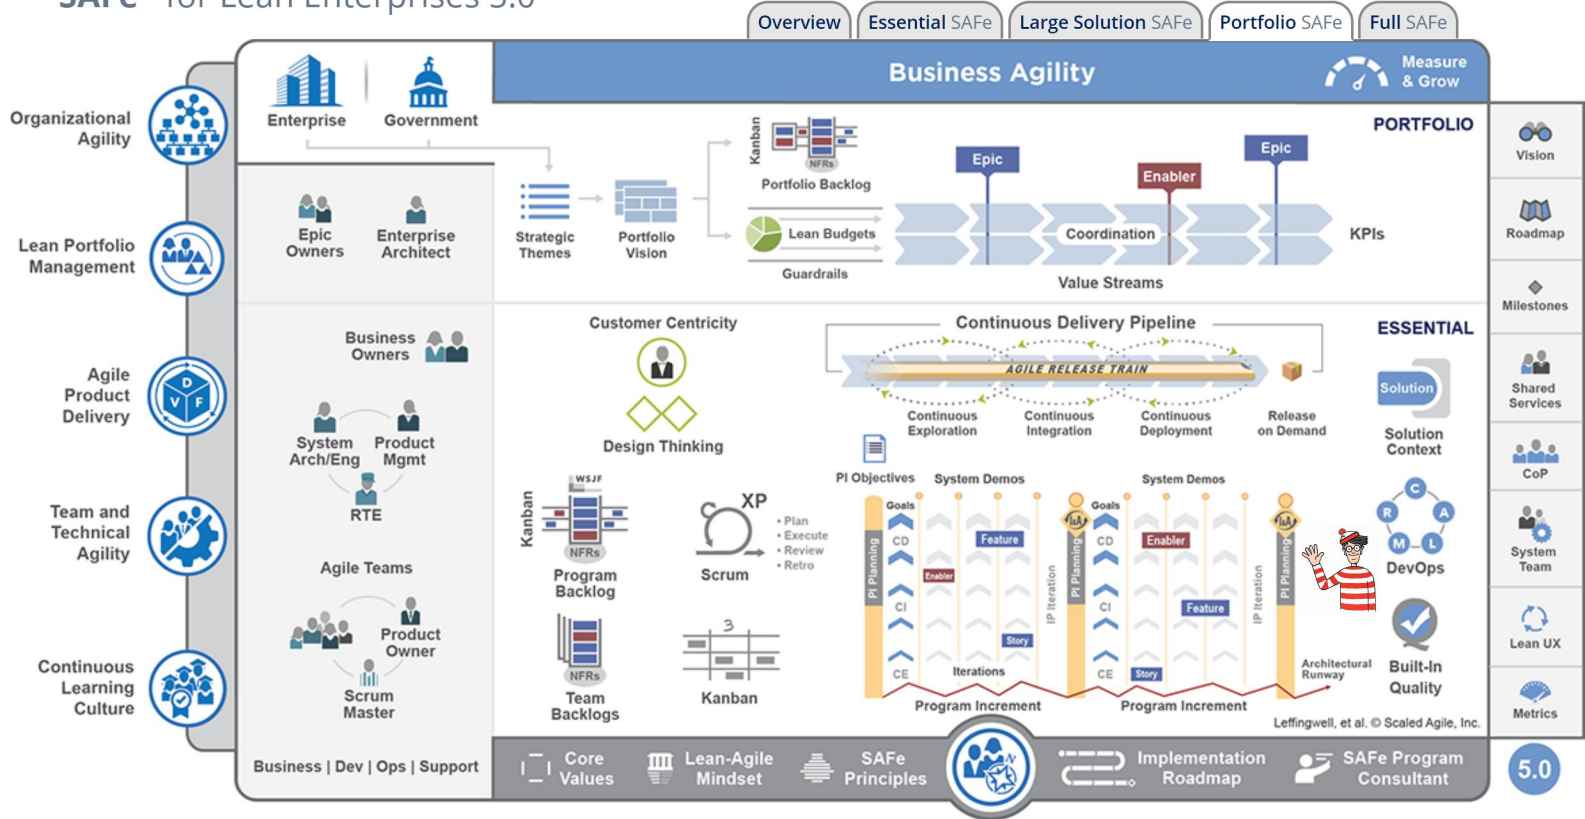 SAFe for Lean Enterprises 5.0
Overview
Essential SAFe
Large Solution SAFe
Portfolio SAFe
Full SAFe
Organizational
Agility
Lean Portfolio
Management
Agile
Product
Delivery
D
V F
Team and
Technical
Agility
Continuous
Learning
Culture
Enterprise
Government
Business Agility
Measure
& Grow
Epic
Owners
Enterprise
Architect
Strategic
Themes
Portfolio
Vision
Kanban
NFRs
Portfolio Backlog
Lean Budgets
Guardrails
Epic
Enabler
Epic
Coordination
Value Streams
KPIs
PORTFOLIO
Business
Owners
System
Arch/Eng
Product
Mgmt
RTE
Agile Teams
Product
Owner
Scrum
Master
Business | Dev | Ops | Support
Customer Centricity
Design Thinking
Kanban
WSJF
NFRs
Program
Backlog
XP
Scrum
• Plan
• Execute
• Review
• Retro
NFRs
Team
Backlogs
3
Kanban
Continuous Delivery Pipeline
AGILE RELEASE TRAIN
Continuous
Exploration
Continuous
Integration
Continuous
Deployment
Release
on Demand
ESSENTIAL
Solution
Solution
Context
PI Objectives
System Demos
System Demos
Goals
CD
CI
CE
PI Planning
Feature
Enabler
Story
Iterations
IP Iteration
I&A
PI Planning
Goals
CD
CI
CE
Enabler
Feature
Story
IP Iteration
I&A
PI Planning
Program Increment
Program Increment
Architectural
Runway
C
R A
M L
DevOps
Built-In
Quality
Leffingwell, et al. © Scaled Agile, Inc.
Vision
Roadmap
Milestones
Shared
Services
CoP
System
Team
Lean UX
Metrics
Core
Values
Lean-Agile
Mindset
SAFe
Principles
N
Implementation
Roadmap
SAFe Program
Consultant
5.0